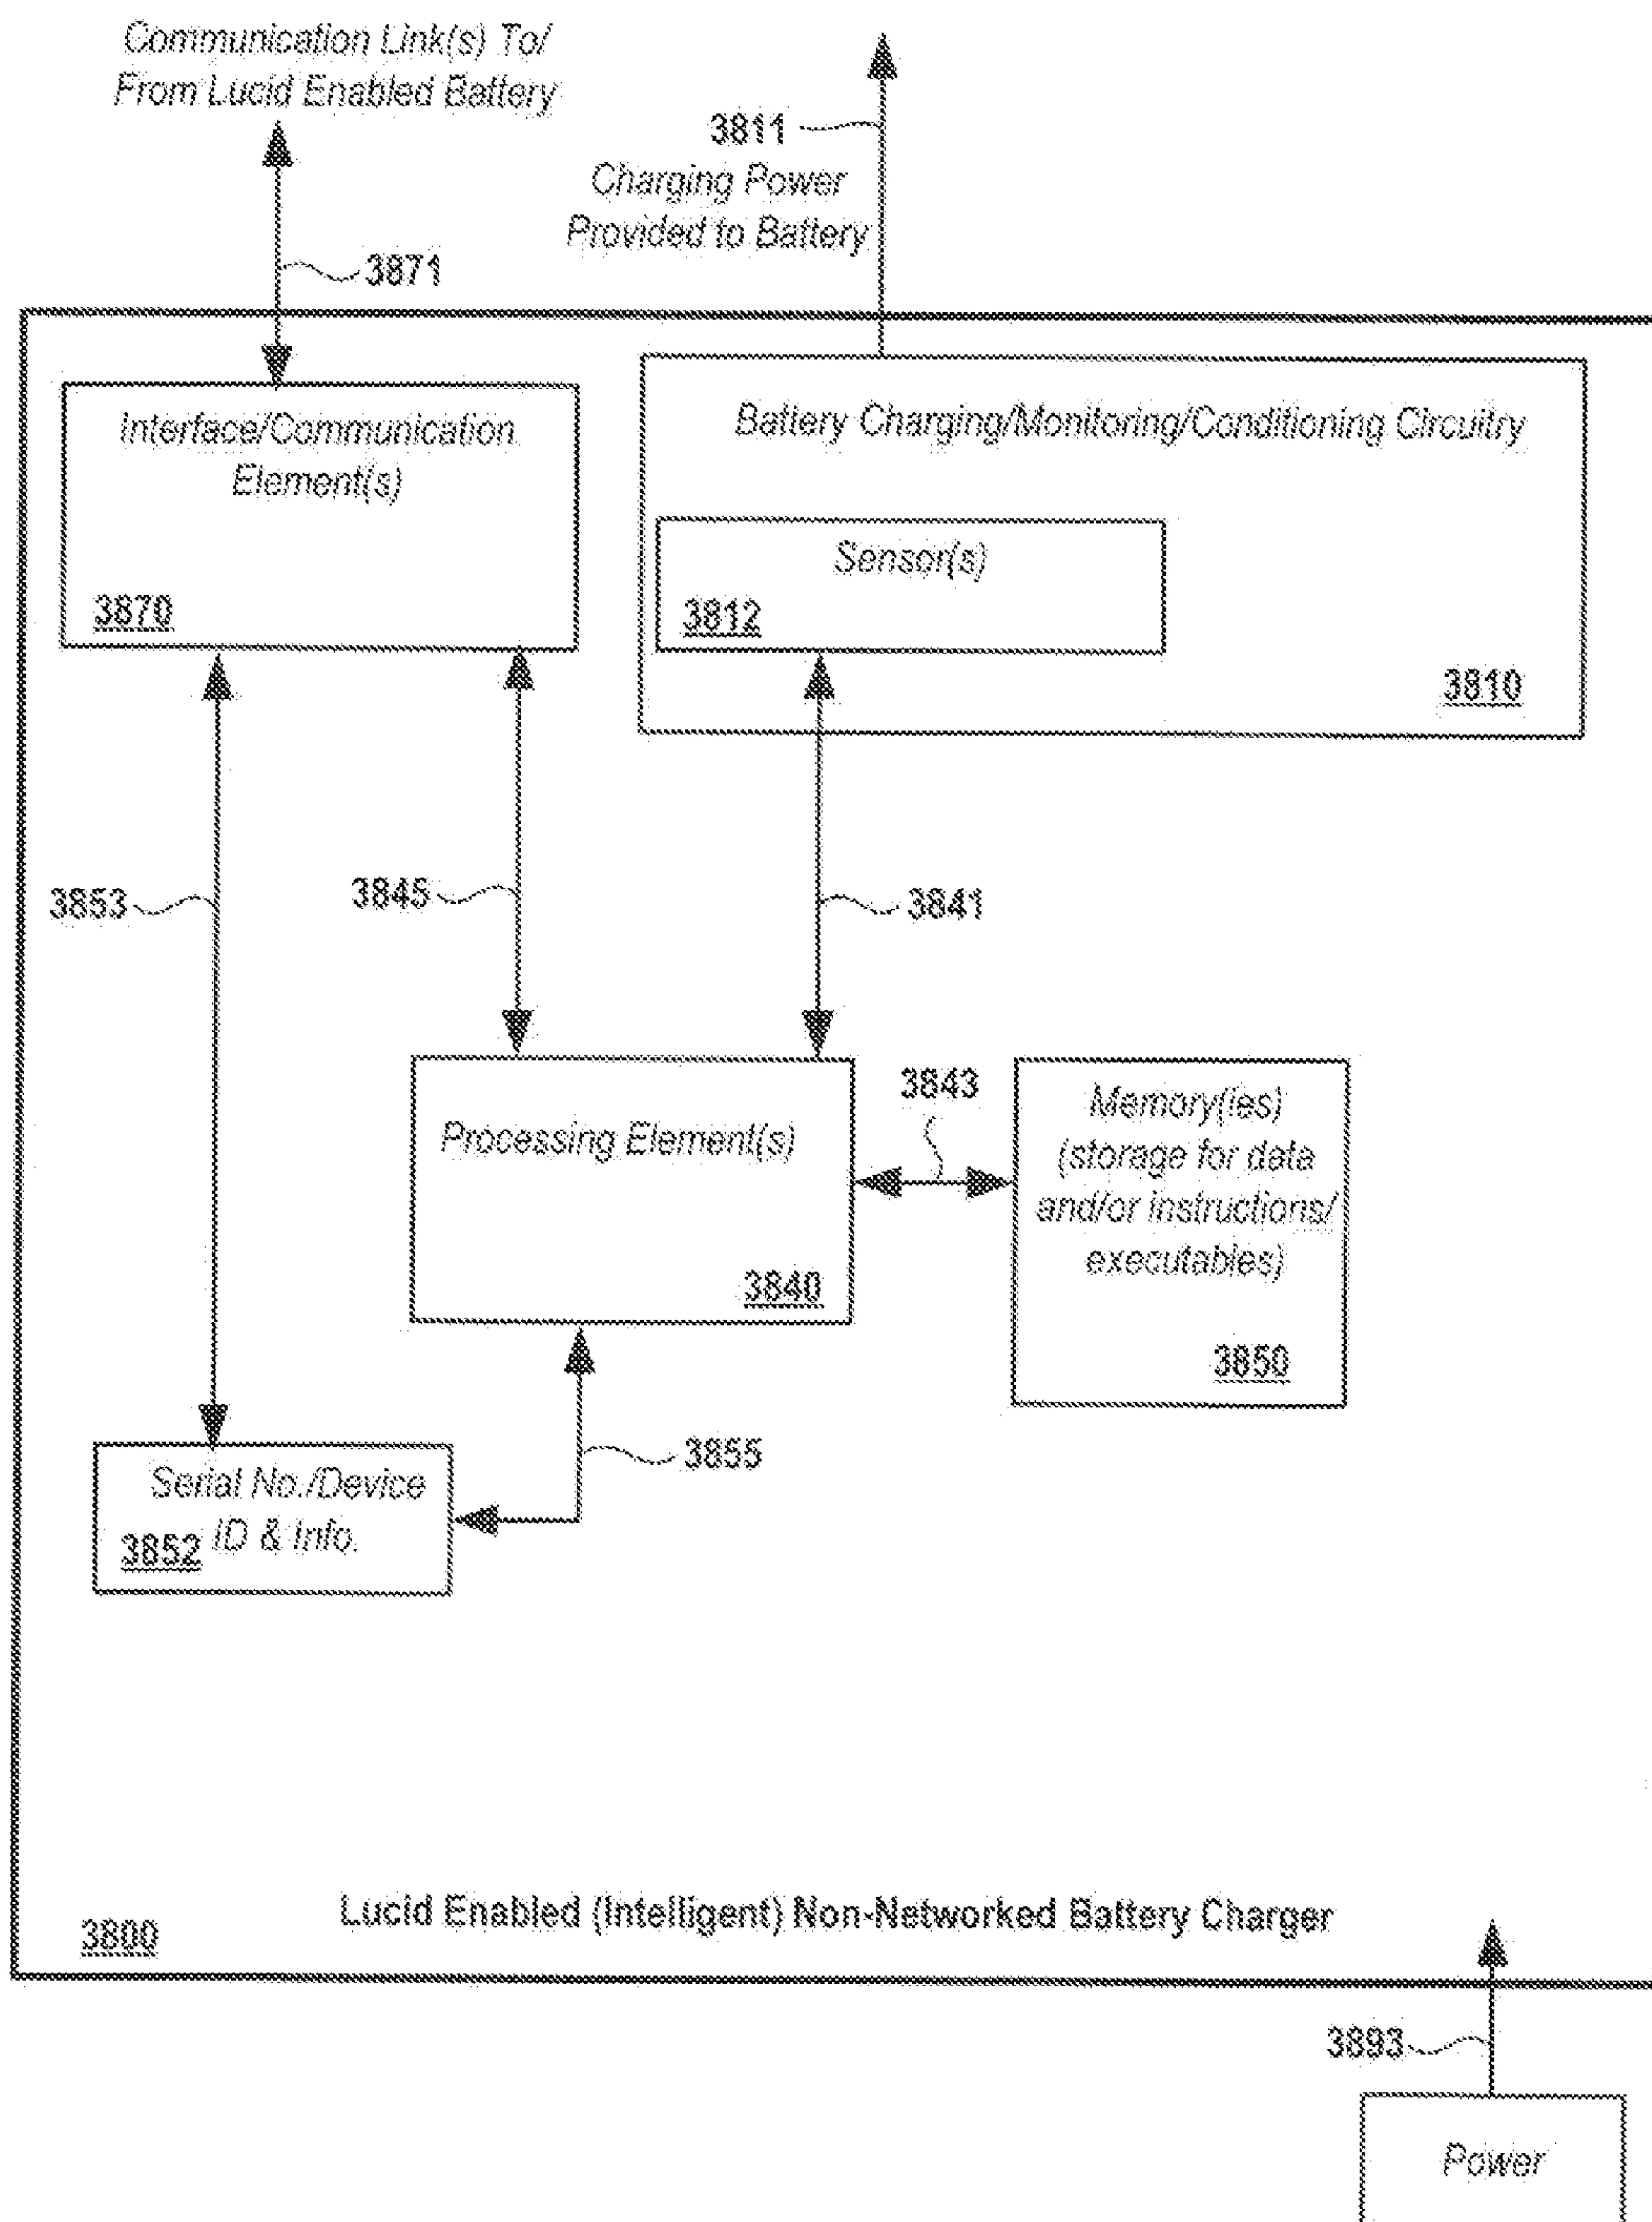 Communication Link(s) To/
From Lucid Enabled Battery
3811
Charging Power
Provided to Battery
3871
Interface/Communication
Element(s)
3870
Battery Charging/Monitoring/Conditioning Circuitry
Sensor(s)
3812
3810
3853
3845
3841
Processing Element(s)
3840
3843
Memory(ies)
(storage for data
and/or instructions/
executables)
3850
3855
Serial No./Device
3852 ID & Info.
Lucid Enabled (Intelligent) Non-Networked Battery Charger
3800
3893
Power